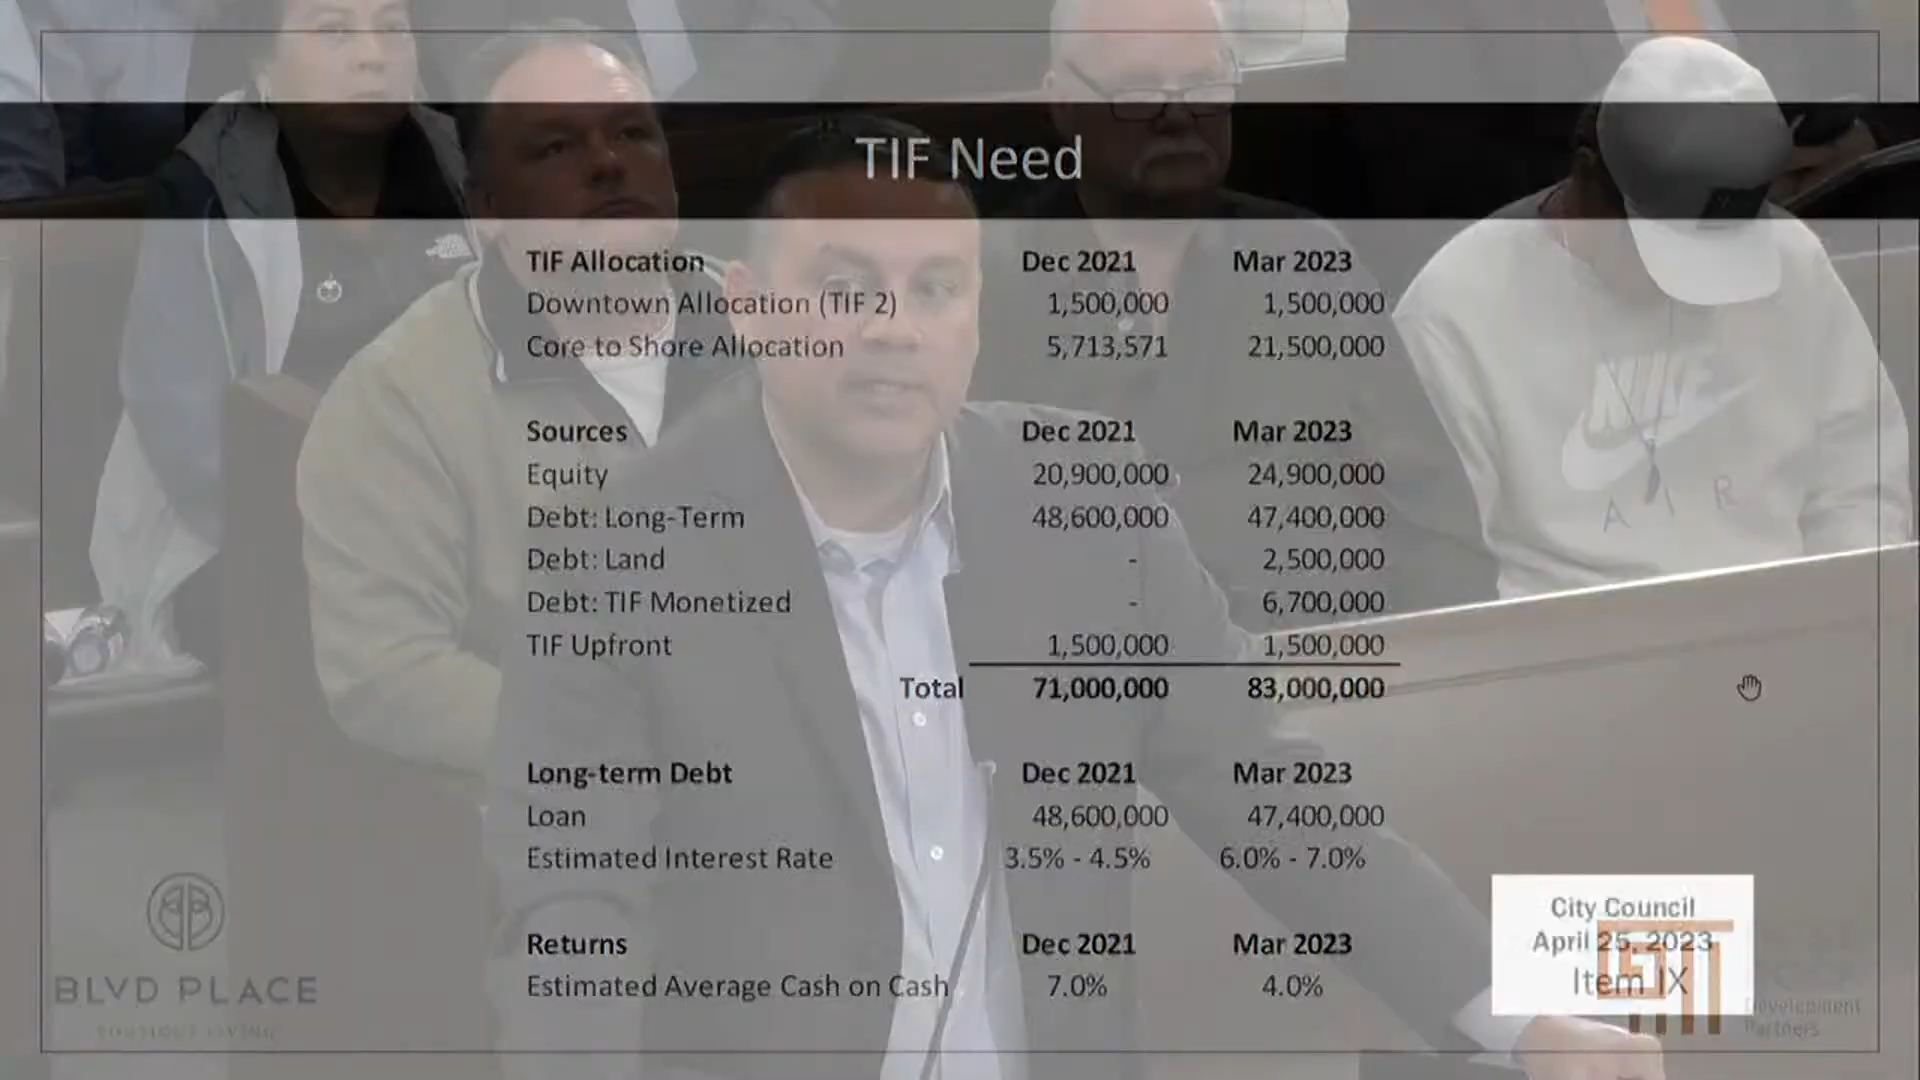 TIF Need
TIF Allocation Dec 2021 Mar 2023
Downtown Allocation (TIF 2) 1,500,000 1,500,000
Core to Shore Allocation 5,713,571 21,500,000
Sources Dec 2021 Mar 2023
Equity 20,900,000 24,900,000
Debt: Long-Term 48,600,000 47,400,000
Debt: Land - 2,500,000
Debt: TIF Monetized - 6,700,000
TIF Upfront 1,500,000 1,500,000
Total 71,000,000 83,000,000
Long-term Debt Dec 2021 Mar 2023
Loan 48,600,000 47,400,000
Estimated Interest Rate 3.5% - 4.5% 6.0% - 7.0%
Returns Dec 2021 Mar 2023
Estimated Average Cash on Cash 7.0% 4.0%
NIKE
AIR
BLVD PLACE
City Council
April 25, 2023
Item IX
Development
Partners